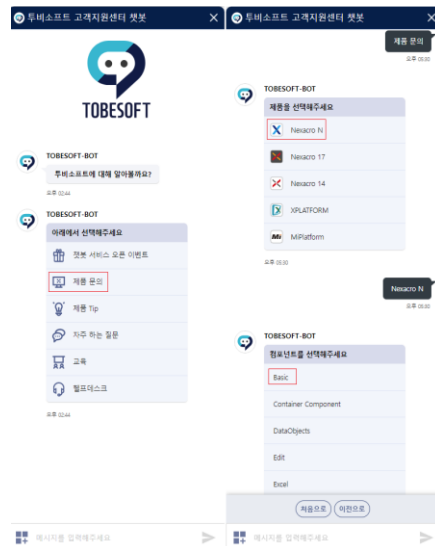 투비소프트 고객지원센터 챗봇
TOBESOFT
TOBESOFT-BOT
투비소프트에 대해 알아볼까요?
오후 02:44
TOBESOFT-BOT
아래에서 선택해주세요
챗봇 서비스 오픈 이벤트
제품 문의
제품 Tip
자주 하는 질문
교육
헬프데스크
오후 02:44
메시지를 입력해주세요
투비소프트 고객지원센터 챗봇
제품 문의
오후 05:30
TOBESOFT-BOT
제품을 선택해주세요
Nexacro N
Nexacro 17
Nexacro 14
XPLATFORM
MiPlatform
오후 05:30
Nexacro N
오후 05:30
TOBESOFT-BOT
컴포넌트를 선택해주세요
Basic
Container Component
DataObjects
Edit
Excel
처음으로
이전으로
메시지를 입력해주세요